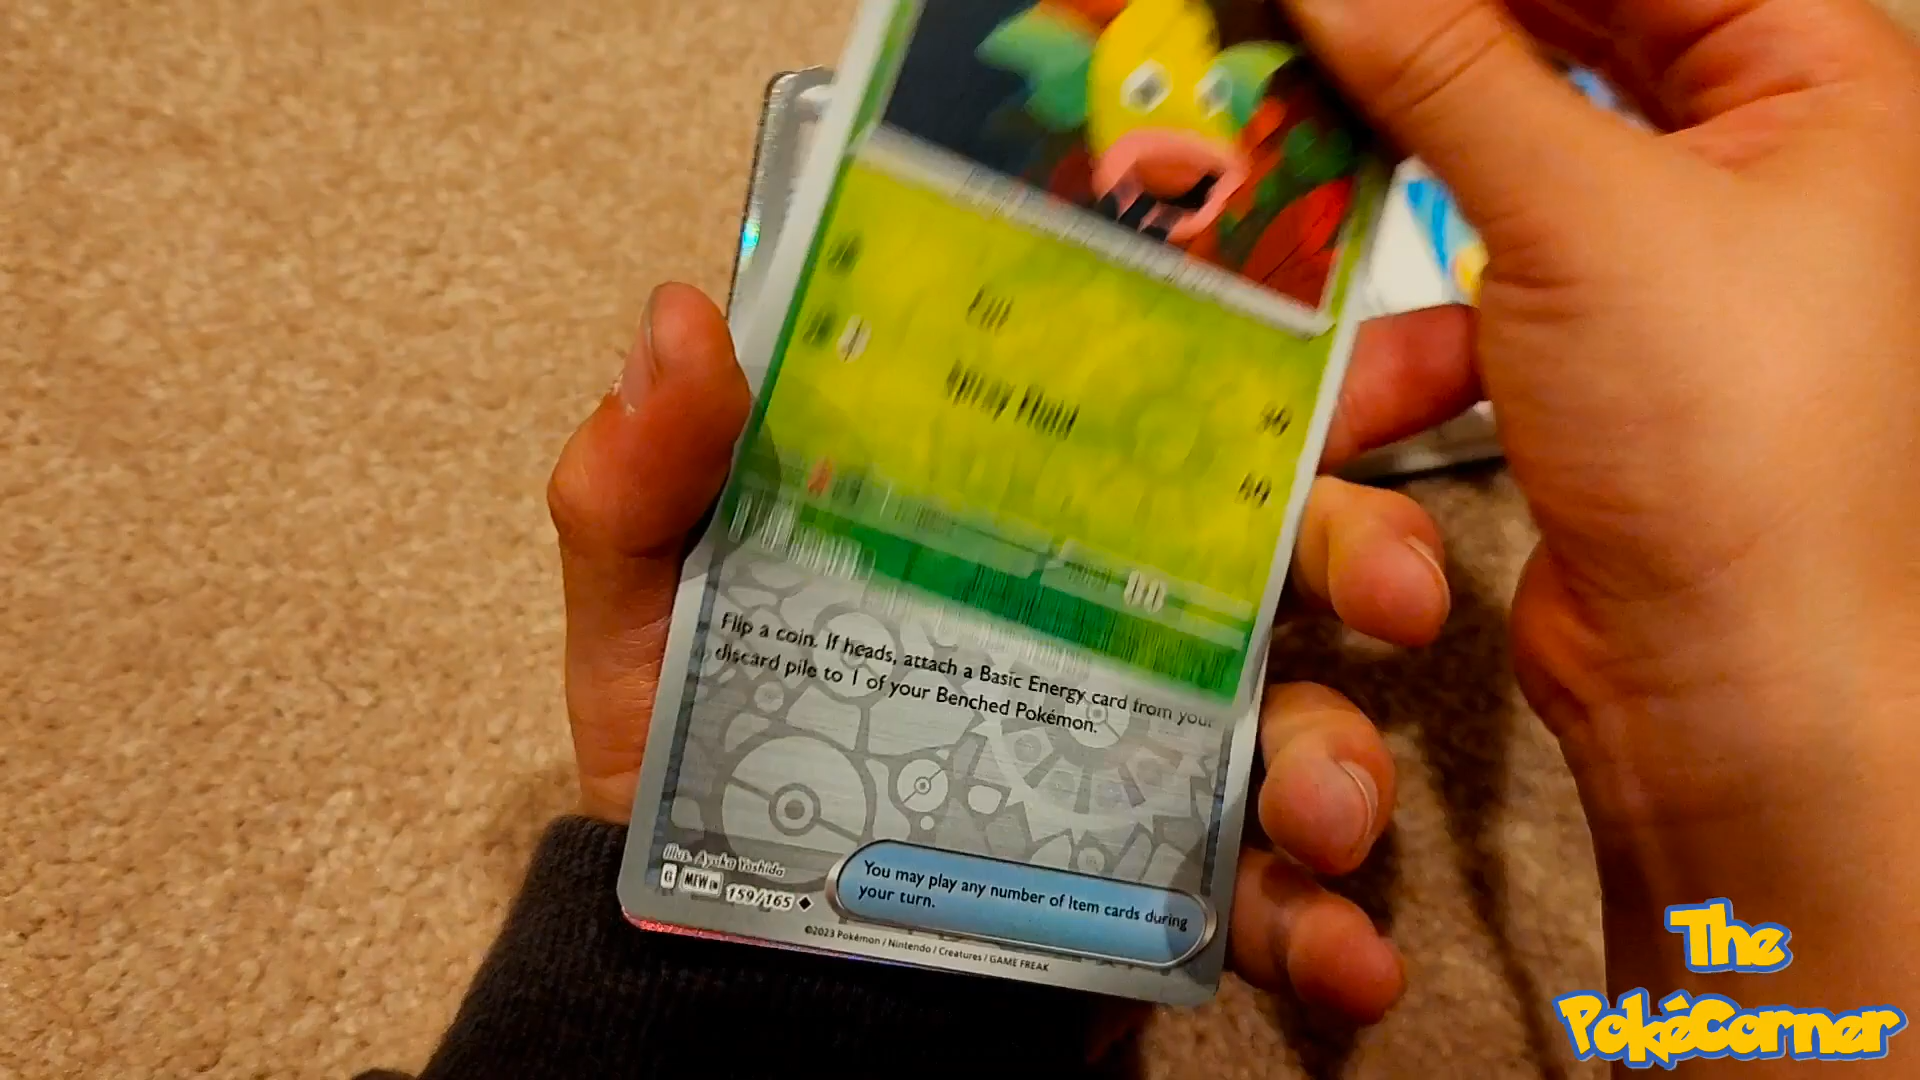 Spray Fluid
Flip a coin. If heads, attach a Basic Energy card from your
discard pile to 1 of your Benched Pokémon.
Illus. Ayaka Yoshida
G MEW EN 159/165
You may play any number of Item cards during
your turn.
©2023 Pokémon / Nintendo / Creatures / GAME FREAK
The
PokéCorner